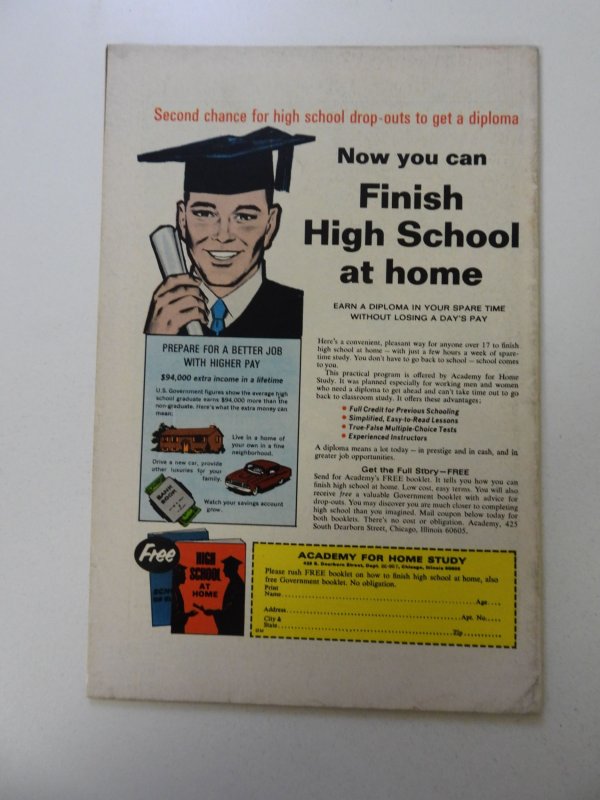 Second chance for high school drop-outs to get a diploma
Now you can
Finish
High School
at home
EARN A DIPLOMA IN YOUR SPARE TIME
WITHOUT LOSING A DAY'S PAY
PREPARE FOR A BETTER JOB
WITH HIGHER PAY
$94,000 extra income in a lifetime
U.S. Government figures show the average high
school graduate earns $94,000 more than the
non-graduate. Here's what the extra money can
mean:
Live in a home of
your own in a fine
neighborhood.
Drive a new car, provide
other luxuries for your
family.
BANK
BOOK
Watch your savings account
grow.
Here's a convenient, pleasant way for anyone over 17 to finish
high school at home — with just a few hours a week of spare-
time study. You don't have to go back to school — school comes
to you.
This practical program is offered by Academy for Home
Study. It was planned especially for working men and women
who need a diploma to get ahead and can't take time out to go
back to classroom study. It offers these advantages:
• Full Credit for Previous Schooling
• Simplified, Easy-to-Read Lessons
• True-False Multiple-Choice Tests
• Experienced Instructors
A diploma means a lot today — in prestige and in cash, and in
greater job opportunities.
Get the Full Story—FREE
Send for Academy's FREE booklet. It tells you how you can
finish high school at home. Low cost, easy terms. You will also
receive free a valuable Government booklet with advice for
drop-outs. You may discover you are much closer to completing
high school than you imagined. Mail coupon below today for
both booklets. There's no cost or obligation. Academy, 425
South Dearborn Street, Chicago, Illinois 60605.
Free
HIGH
SCHOOL
AT
HOME
ACADEMY FOR HOME STUDY
Dearborn Street, Dept. Chicago, Illinois 60605
Please rush FREE booklet on how to finish high school at home, also
free Government booklet. No obligation.
Print
Name Age
Address Apt. No.
City &
State Zip